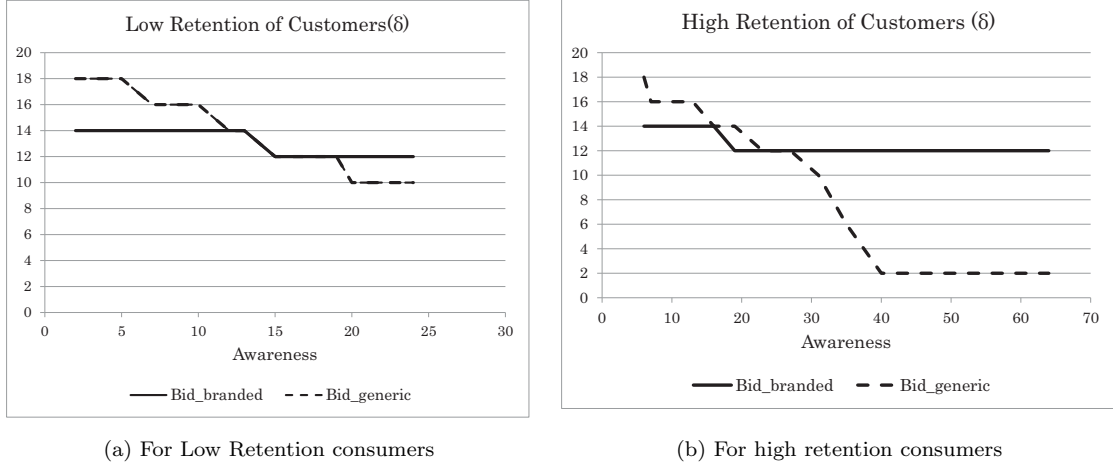 Low Retention of Customers(δ)
20
18
16
14
12
10
8
6
4
2
0
0 5 10 15 20 25 30
Awareness
Bid_branded Bid_generic
(a) For Low Retention consumers
High Retention of Customers (δ)
20
18
16
14
12
10
8
6
4
2
0
0 10 20 30 40 50 60 70
Awareness
Bid_branded Bid_generic
(b) For high retention consumers